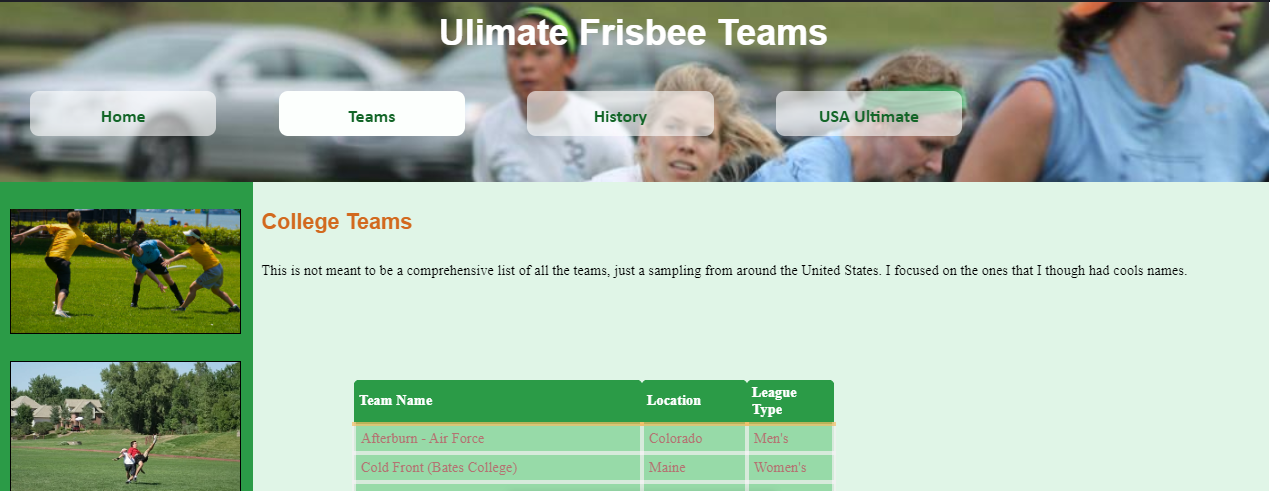 Ulimate Frisbee Teams
Home Teams History USA Ultimate
College Teams
This is not meant to be a comprehensive list of all the teams, just a sampling from around the United States. I focused on the ones that I though had cools names.
Team Name Location League Type
Afterburn - Air Force Colorado Men's
Cold Front (Bates College) Maine Women's